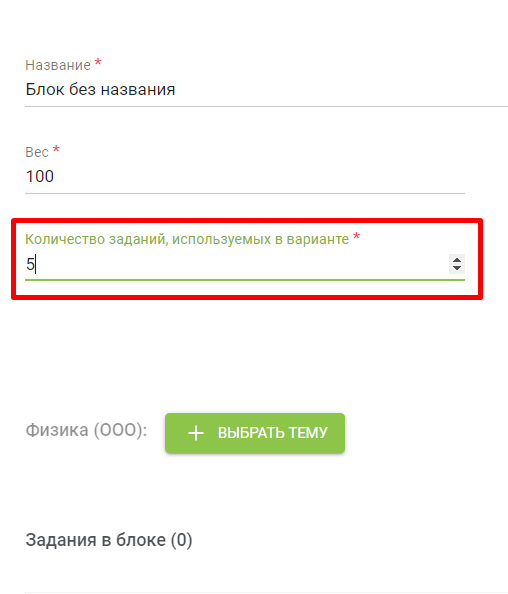 Название *
Блок без названия
Вес *
100
Количество заданий, используемых в варианте *
5
Физика (ООО):
+ ВЫБРАТЬ ТЕМУ
Задания в блоке (0)